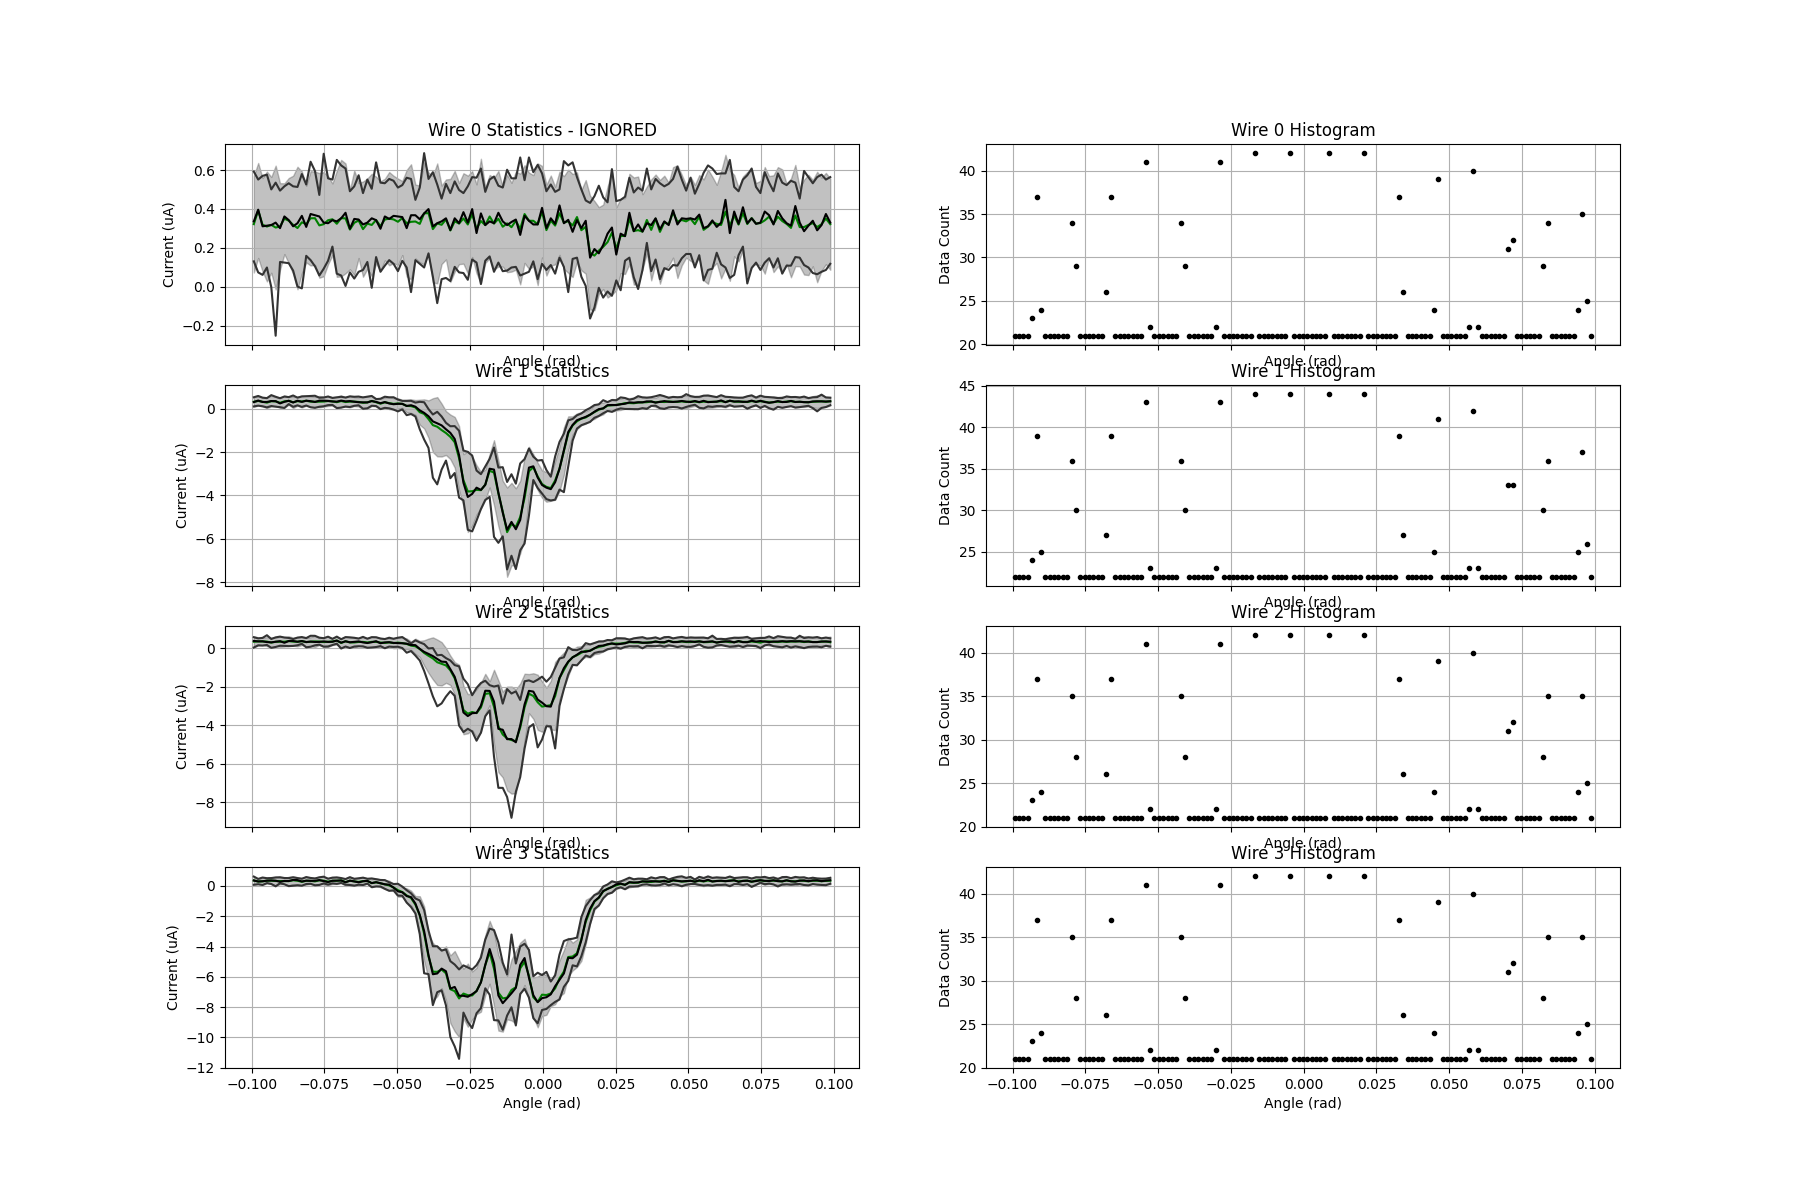 Wire 0 Statistics - IGNORED
Current (uA)
0.6
0.4
0.2
0.0
−0.2
Angle (rad)
Wire 0 Histogram
Data Count
40
35
30
25
20
Angle (rad)
Wire 1 Statistics
Current (uA)
0
−2
−4
−6
−8
Angle (rad)
Wire 1 Histogram
Data Count
45
40
35
30
25
Angle (rad)
Wire 2 Statistics
Current (uA)
0
−2
−4
−6
−8
Angle (rad)
Wire 2 Histogram
Data Count
40
35
30
25
20
Angle (rad)
Wire 3 Statistics
Current (uA)
0
−2
−4
−6
−8
−10
−12
−0.100 −0.075 −0.050 −0.025 0.000 0.025 0.050 0.075 0.100
Angle (rad)
Wire 3 Histogram
Data Count
40
35
30
25
20
−0.100 −0.075 −0.050 −0.025 0.000 0.025 0.050 0.075 0.100
Angle (rad)